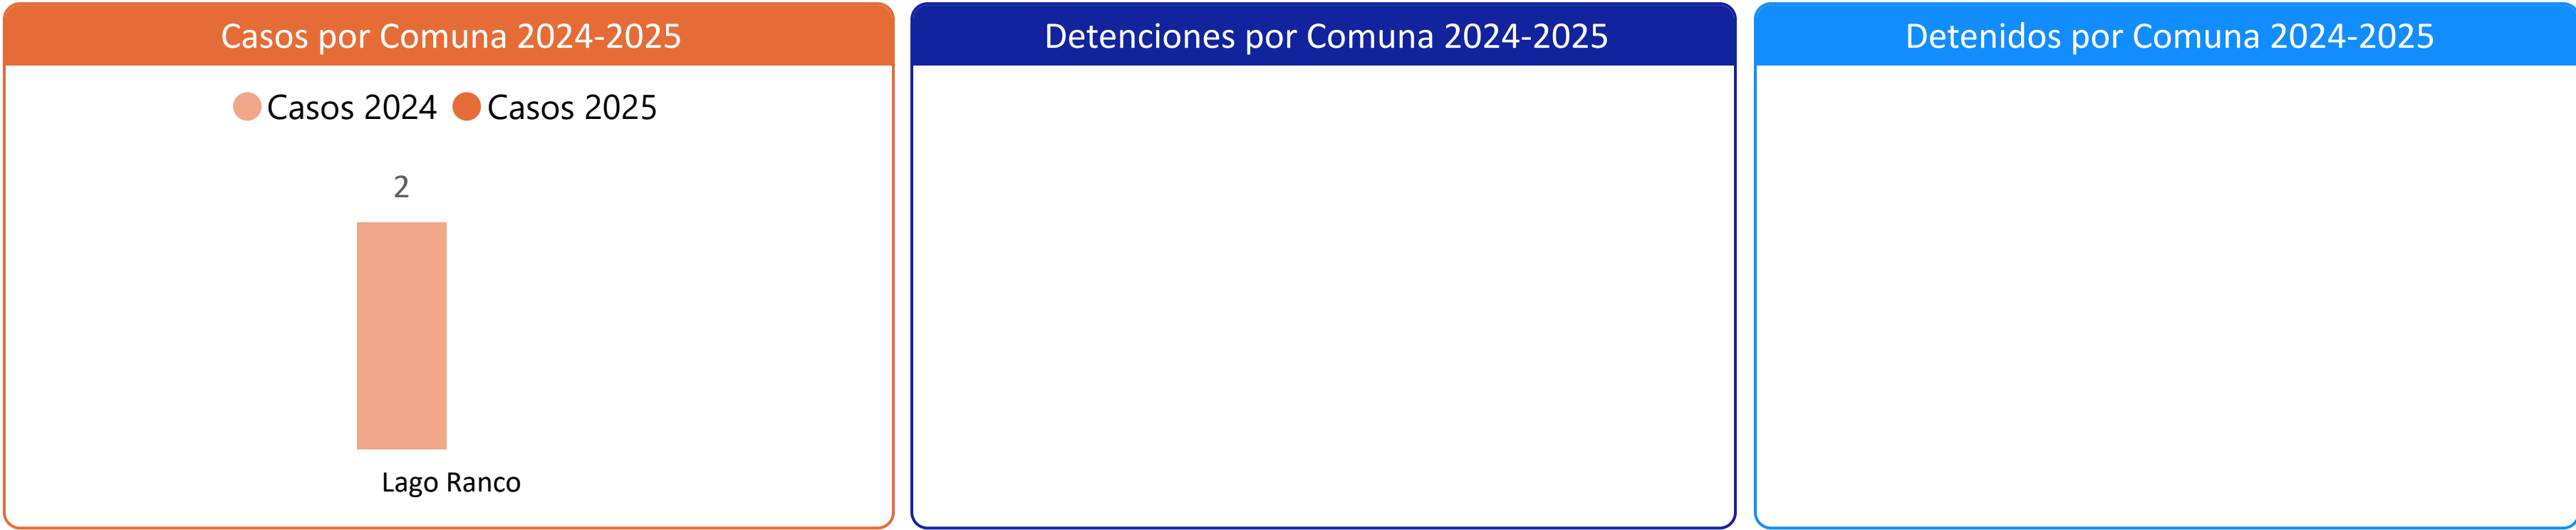 Casos por Comuna 2024-2025
Casos 2024 Casos 2025
2
Lago Ranco
Detenciones por Comuna 2024-2025
Detenidos por Comuna 2024-2025